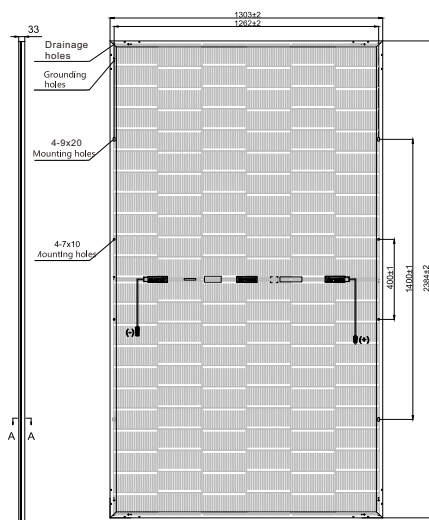 1303±2
1262±2
33
Drainage
holes
Grounding
holes
4-9x20
Mounting holes
4-7x10
Mounting holes
400±1
1400±1
2384±2
(-)
(+)
A
A